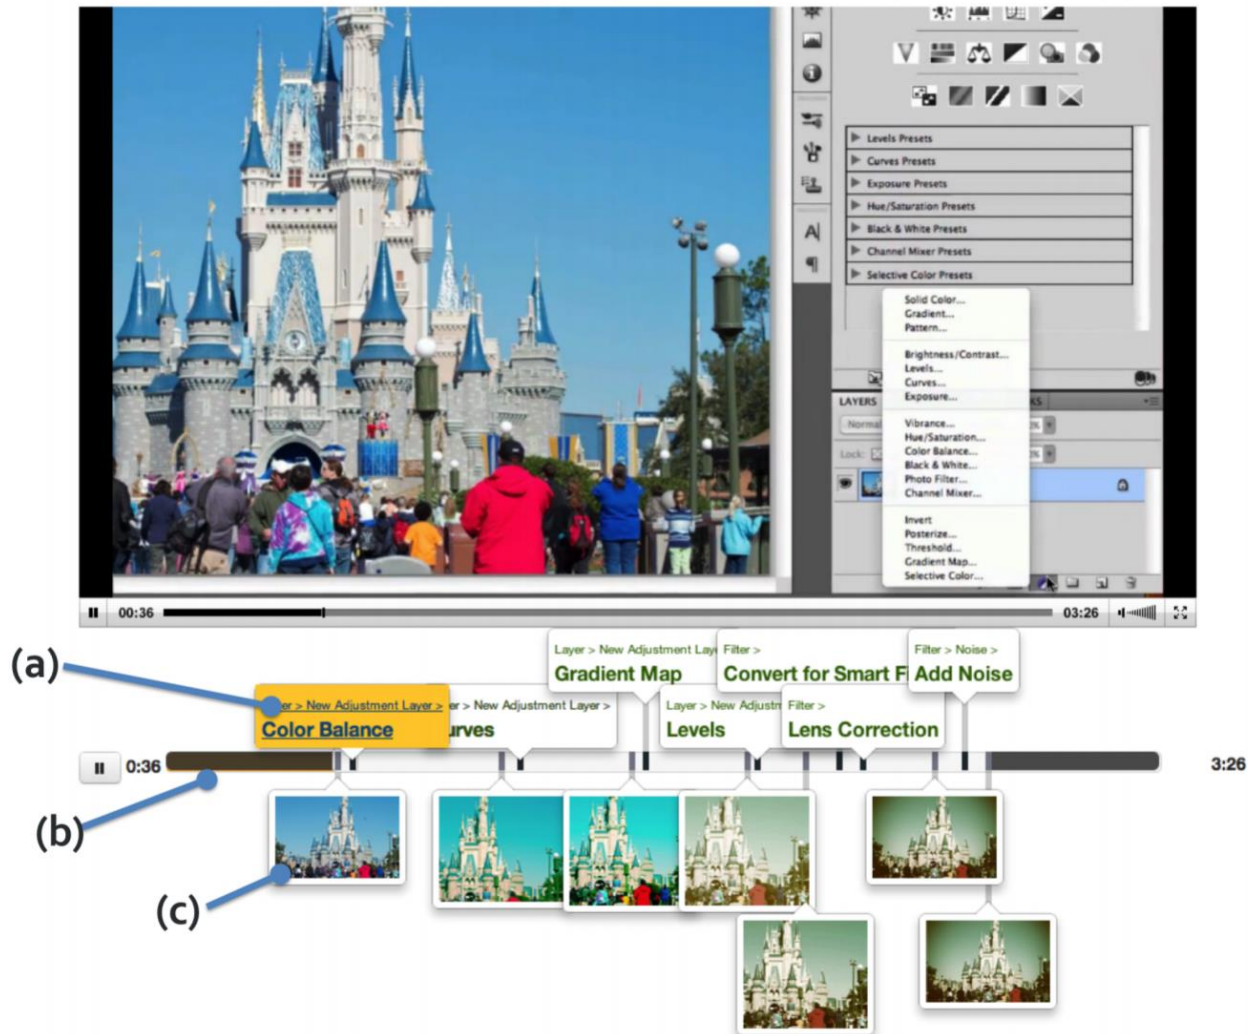 Levels Presets
Curves Presets
Exposure Presets
Hue/Saturation Presets
Black & White Presets
Channel Mixer Presets
Selective Color Presets
A
¶
Solid Color...
Gradient...
Pattern...
Brightness/Contrast...
Levels...
Curves...
Exposure...
LAYERS
KS
Normal
Vibrance...
Hue/Saturation...
Color Balance...
Lock:
Black & White...
Photo Filter...
Channel Mixer...
Invert
Posterize...
Threshold...
Gradient Map...
Selective Color...
00:36
03:26
(a)
Layer > New Adjustment Lay
Gradient Map
Filter >
Convert for Smart Fi
Filter > Noise >
Add Noise
er > New Adjustment Layer >
Color Balance
er > New Adjustment Layer >
urves
Layer > New Adjustm
Levels
Filter >
Lens Correction
0:36
3:26
(b)
(c)